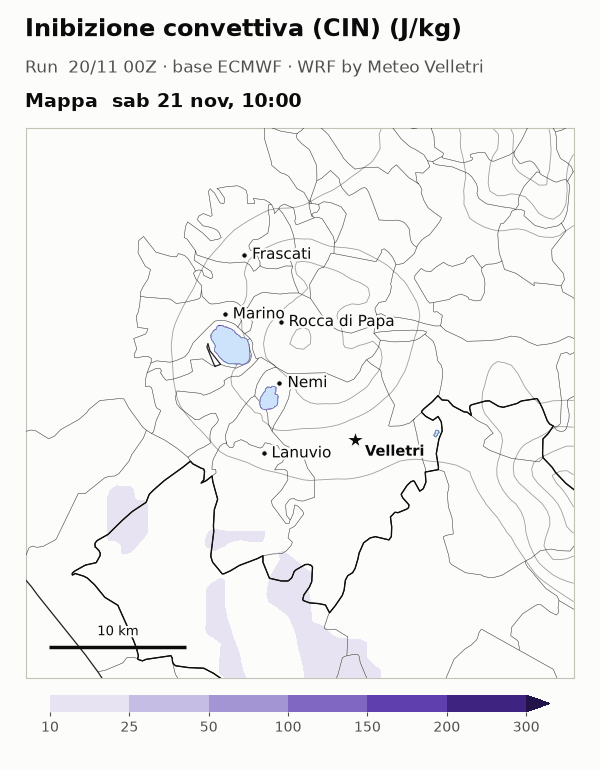 Inibizione convettiva (CIN) (J/kg)
Run  20/11 00Z · base ECMWF · WRF by Meteo Velletri
Mappa  sab 21 nov, 10:00
Frascati
Marino
Rocca di Papa
Nemi
Velletri
Lanuvio
10 km
10 25 50 100 150 200 300